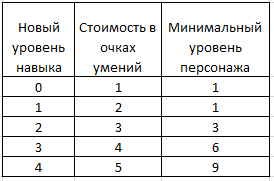 Новый уровень навыка | Стоимость в очках умений | Минимальный уровень персонажа
0 | 1 | 1
1 | 2 | 1
2 | 3 | 3
3 | 4 | 6
4 | 5 | 9